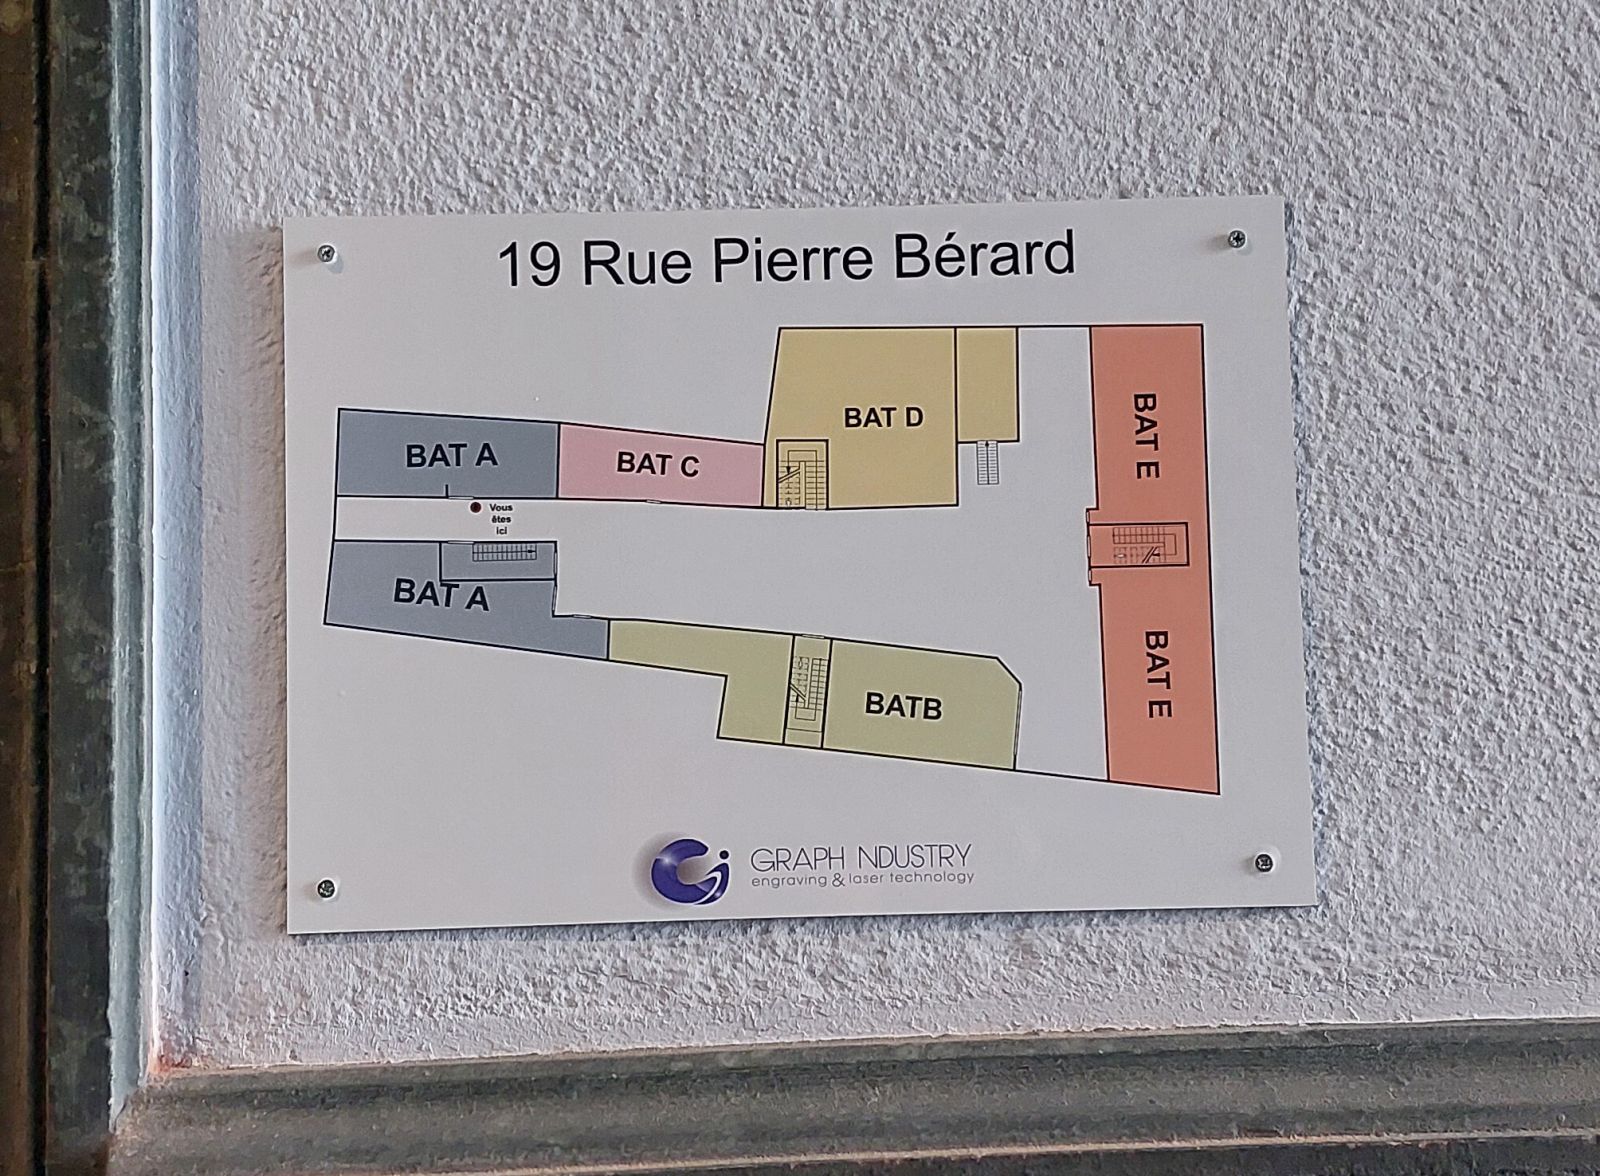 19 Rue Pierre Bérard
BAT D
BAT E
BAT A
BAT C
Vous
êtes
ici
BAT A
BAT E
BATB
GRAPH NDUSTRY
engraving & laser technology